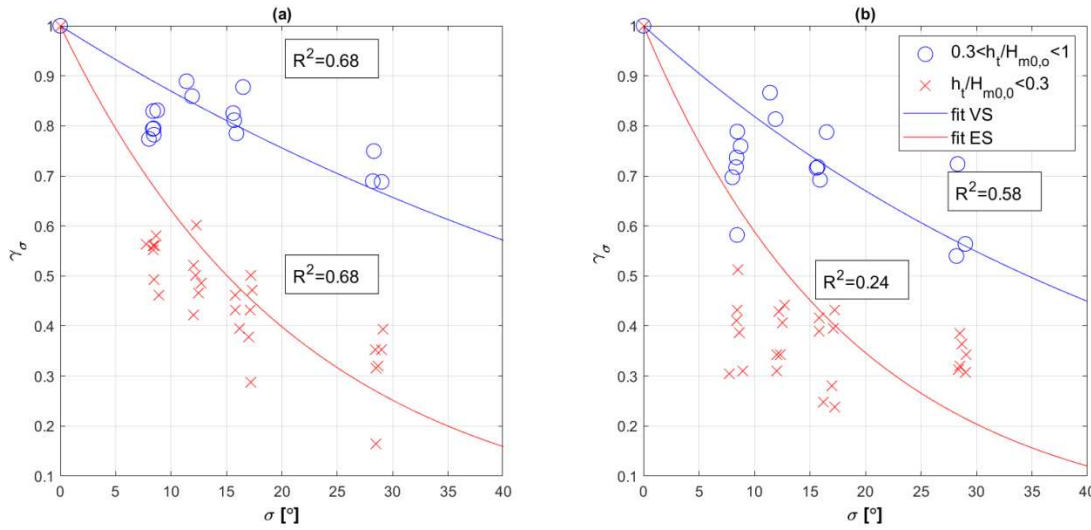 (a)
R²=0.68
R²=0.68
γσ
1
0.9
0.8
0.7
0.6
0.5
0.4
0.3
0.2
0.1
0 5 10 15 20 25 30 35 40
σ [°]
(b)
0.3<ht/Hm0,o<1
ht/Hm0,0<0.3
fit VS
fit ES
R²=0.58
R²=0.24
γσ
1
0.9
0.8
0.7
0.6
0.5
0.4
0.3
0.2
0.1
0 5 10 15 20 25 30 35 40
σ [°]